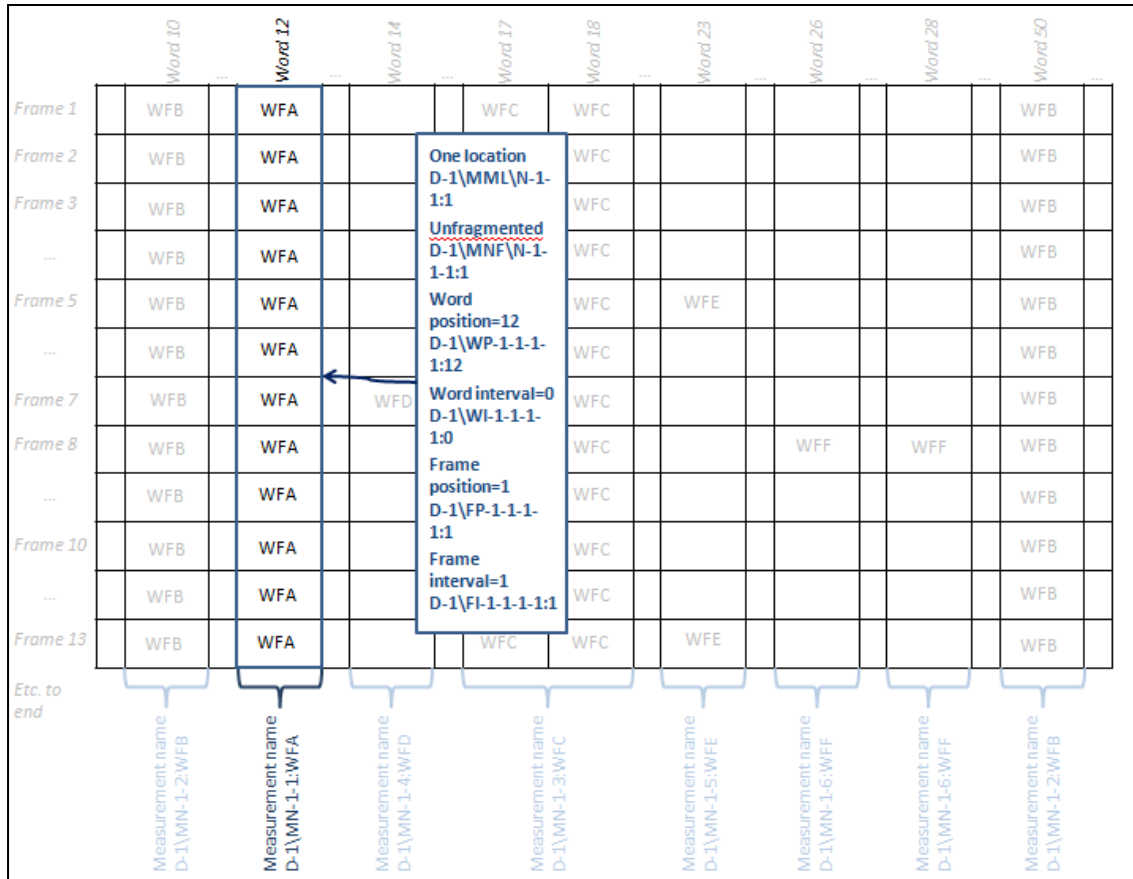 Word 10 ... Word 12 ... Word 14 ... Word 17 Word 18 ... Word 23 ... Word 26 ... Word 28 ... Word 50 ...
Frame 1 WFB WFA WFC WFC WFB
Frame 2 WFB WFA WFC WFB
Frame 3 WFB WFA WFC WFB
... WFB WFA WFC WFB
Frame 5 WFB WFA WFC WFE WFB
... WFB WFA WFC WFB
Frame 7 WFB WFA WFD WFC WFB
Frame 8 WFB WFA WFC WFF WFF WFB
... WFB WFA WFC WFB
Frame 10 WFB WFA WFC WFB
... WFB WFA WFC WFB
Frame 13 WFB WFA WFC WFC WFE WFB
Etc. to
end
One location
D-1\MML\N-1-
1:1
Unfragmented
D-1\MNF\N-1-
1-1:1
Word
position=12
D-1\WP-1-1-1-
1:12
Word interval=0
D-1\WI-1-1-1-
1:0
Frame
position=1
D-1\FP-1-1-1-
1:1
Frame
interval=1
D-1\FI-1-1-1-1:1
Measurement name
D-1\MN-1-2:WFB
Measurement name
D-1\MN-1-1:WFA
Measurement name
D-1\MN-1-4:WFD
Measurement name
D-1\MN-1-3:WFC
Measurement name
D-1\MN-1-5:WFE
Measurement name
D-1\MN-1-6:WFF
Measurement name
D-1\MN-1-6:WFF
Measurement name
D-1\MN-1-2:WFB